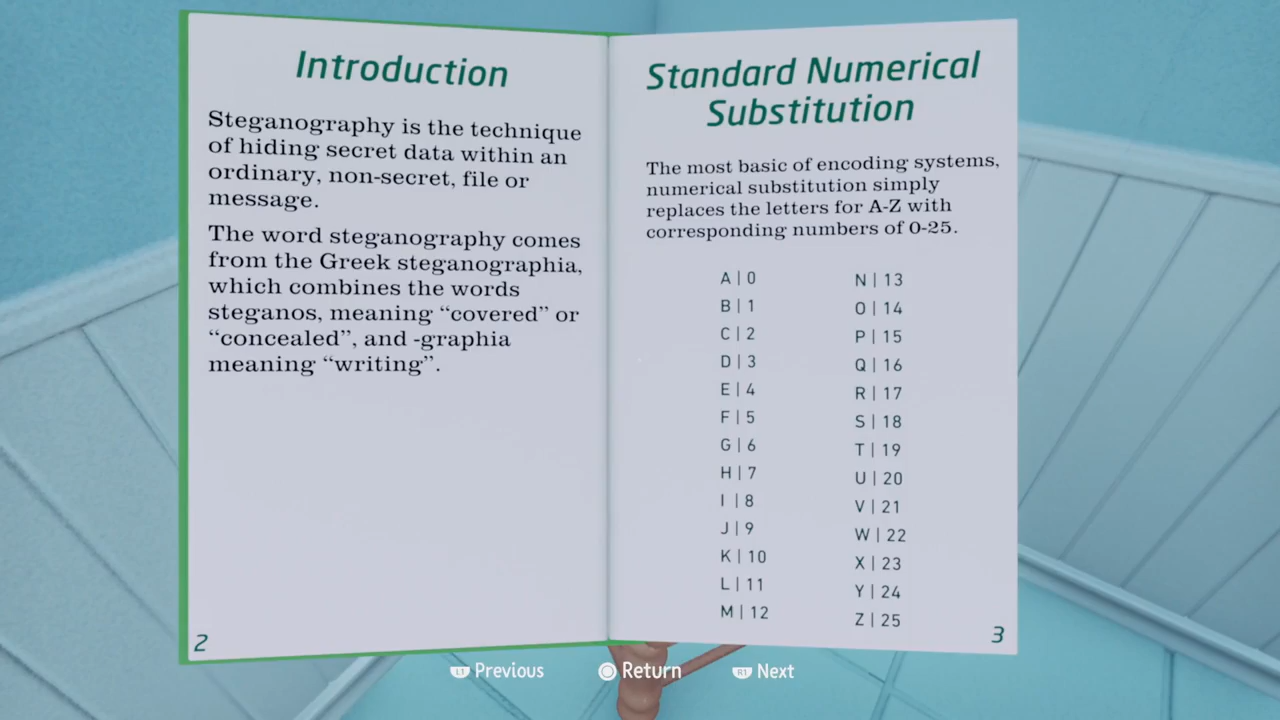 Introduction
Steganography is the technique
of hiding secret data within an
ordinary, non-secret, file or
message.
The word steganography comes
from the Greek steganographia,
which combines the words
steganos, meaning “covered” or
“concealed”, and -graphia
meaning “writing”.
2
Standard Numerical
Substitution
The most basic of encoding systems,
numerical substitution simply
replaces the letters for A-Z with
corresponding numbers of 0-25.
A | 0
B | 1
C | 2
D | 3
E | 4
F | 5
G | 6
H | 7
I | 8
J | 9
K | 10
L | 11
M | 12
N | 13
O | 14
P | 15
Q | 16
R | 17
S | 18
T | 19
U | 20
V | 21
W | 22
X | 23
Y | 24
Z | 25
3
L1 Previous
Return
R1 Next